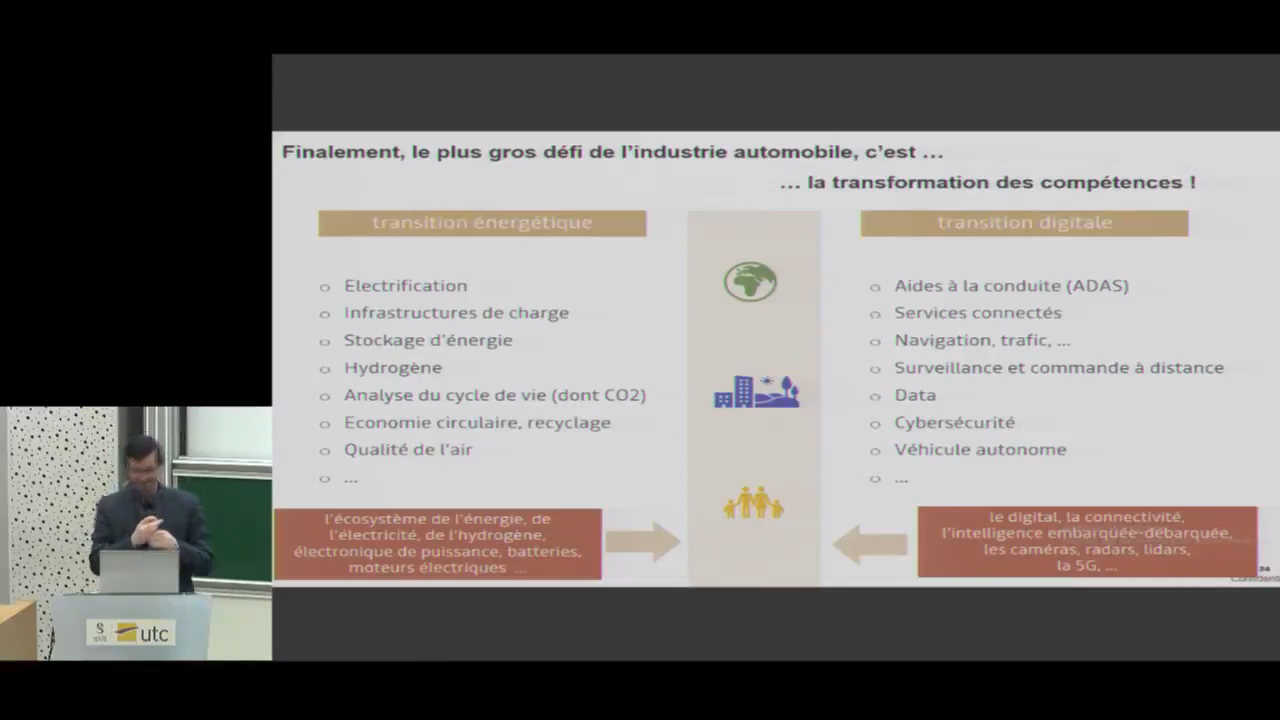 Finalement, le plus gros défi de l'industrie automobile, c'est ...
... la transformation des compétences !
transition énergétique
Electrification
Infrastructures de charge
Stockage d'énergie
Hydrogène
Analyse du cycle de vie (dont CO2)
Economie circulaire, recyclage
Qualité de l'air
...
l'écosystème de l'énergie, de
l'électricité, de l'hydrogène,
électronique de puissance, batteries,
moteurs électriques ...
transition digitale
Aides à la conduite (ADAS)
Services connectés
Navigation, trafic, ...
Surveillance et commande à distance
Data
Cybersécurité
Véhicule autonome
...
le digital, la connectivité,
l'intelligence embarquée-débarquée,
les caméras, radars, lidars,
la 5G, ...
34
utc